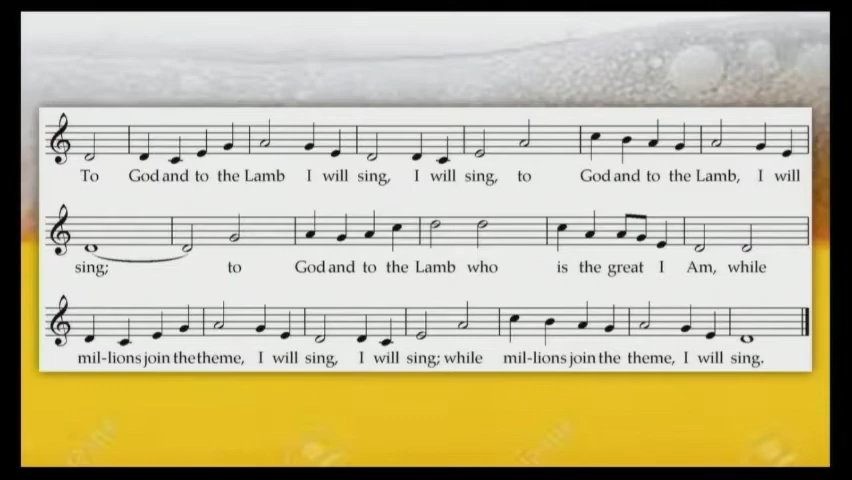 To God and to the Lamb I will sing, I will sing, to God and to the Lamb, I will
sing; to God and to the Lamb who is the great I Am, while
mil-lions join the theme, I will sing, I will sing; while mil-lions join the theme, I will sing.